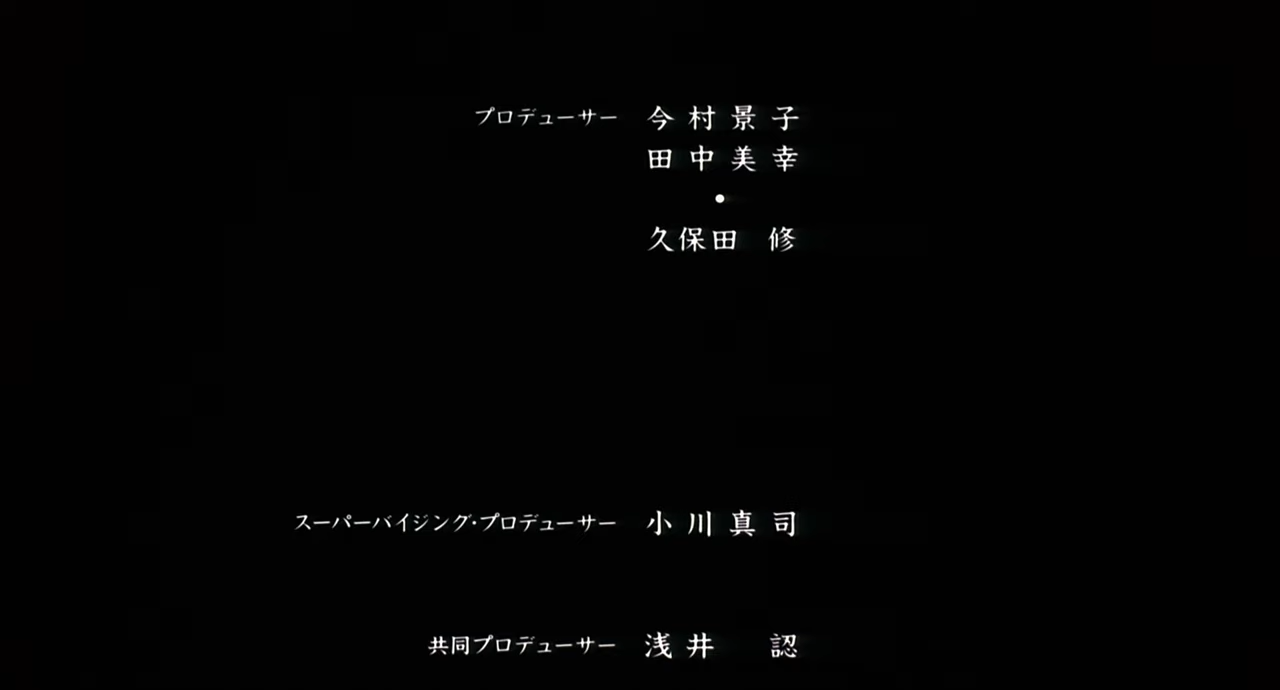 プロデューサー 今村景子
田中美幸
●
久保田 修
スーパーバイジング・プロデューサー 小川真司
共同プロデューサー 浅井 認